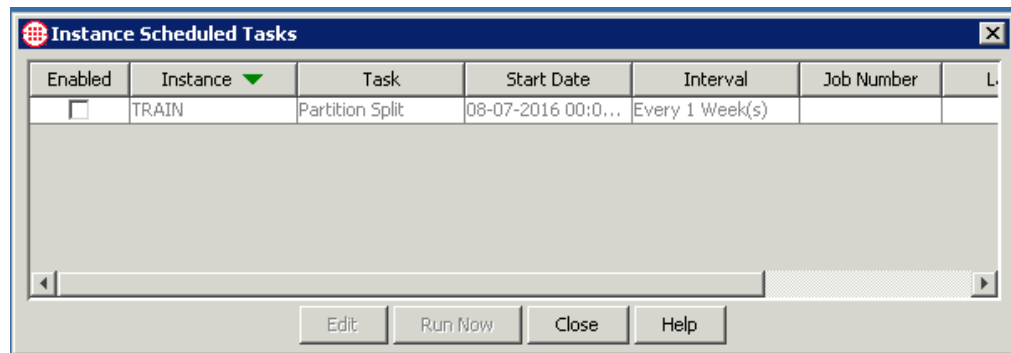 Instance Scheduled Tasks
Enabled Instance Task Start Date Interval Job Number L
TRAIN Partition Split 08-07-2016 00:0... Every 1 Week(s)
Edit Run Now Close Help